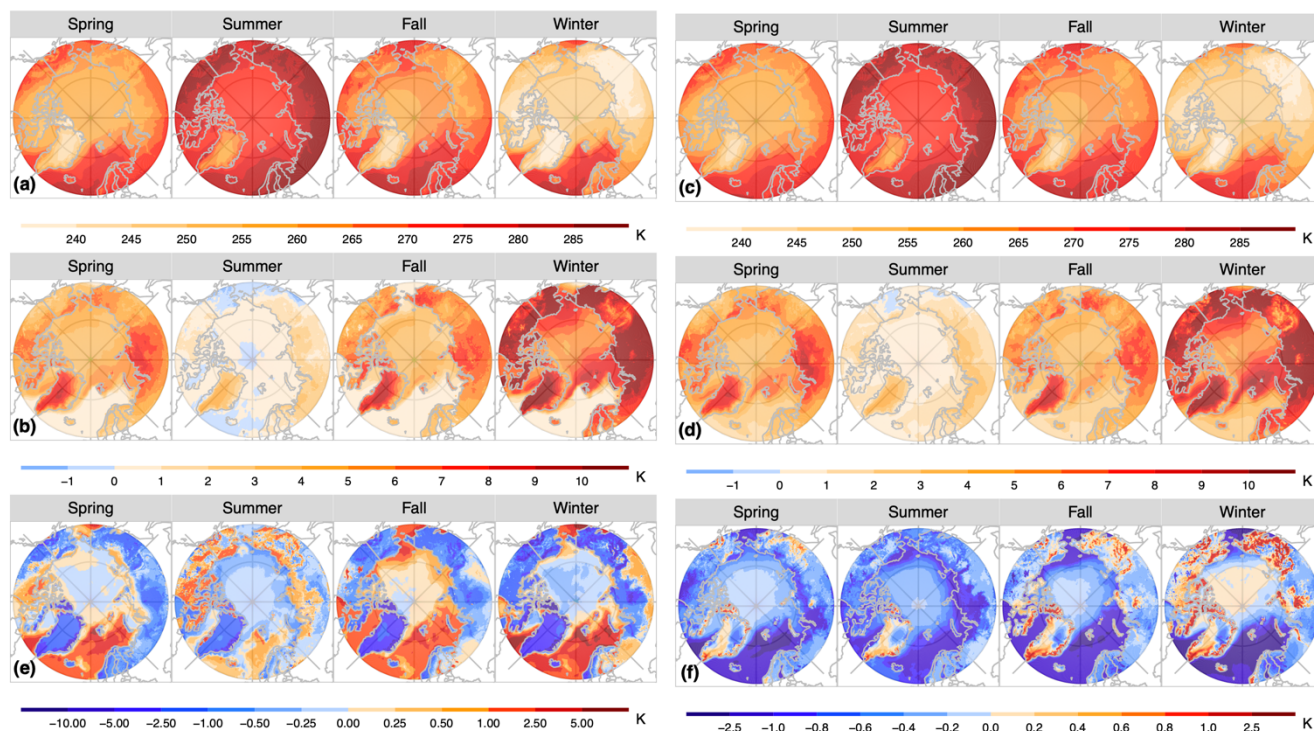 Spring Summer Fall Winter
(a)
240 245 250 255 260 265 270 275 280 285 K
Spring Summer Fall Winter
(b)
−1 0 1 2 3 4 5 6 7 8 9 10 K
Spring Summer Fall Winter
(e)
−10.00 −5.00 −2.50 −1.00 −0.50 −0.25 0.00 0.25 0.50 1.00 2.50 5.00 K
Spring Summer Fall Winter
(c)
240 245 250 255 260 265 270 275 280 285 K
Spring Summer Fall Winter
(d)
−1 0 1 2 3 4 5 6 7 8 9 10 K
Spring Summer Fall Winter
(f)
−2.5 −1.0 −0.8 −0.6 −0.4 −0.2 0.0 0.2 0.4 0.6 0.8 1.0 2.5 K